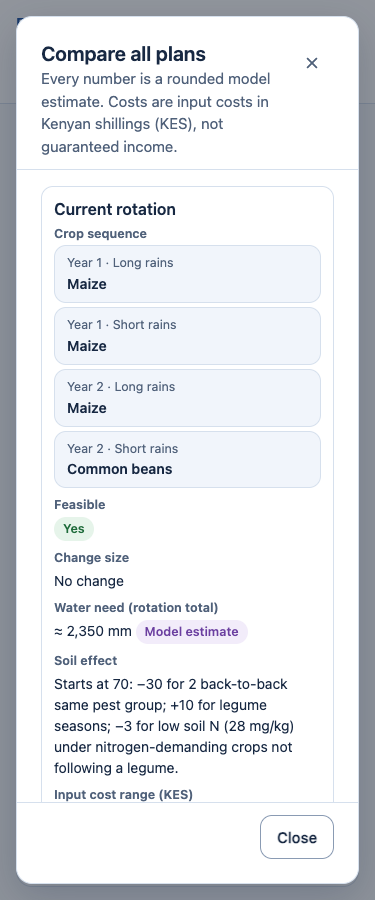 Compare all plans
Every number is a rounded model
estimate. Costs are input costs in
Kenyan shillings (KES), not
guaranteed income.
Current rotation
Crop sequence
Year 1 · Long rains
Maize
Year 1 · Short rains
Maize
Year 2 · Long rains
Maize
Year 2 · Short rains
Common beans
Feasible
Yes
Change size
No change
Water need (rotation total)
≈ 2,350 mm Model estimate
Soil effect
Starts at 70: −30 for 2 back-to-back
same pest group; +10 for legume
seasons; −3 for low soil N (28 mg/kg)
under nitrogen-demanding crops not
following a legume.
Input cost range (KES)
Close